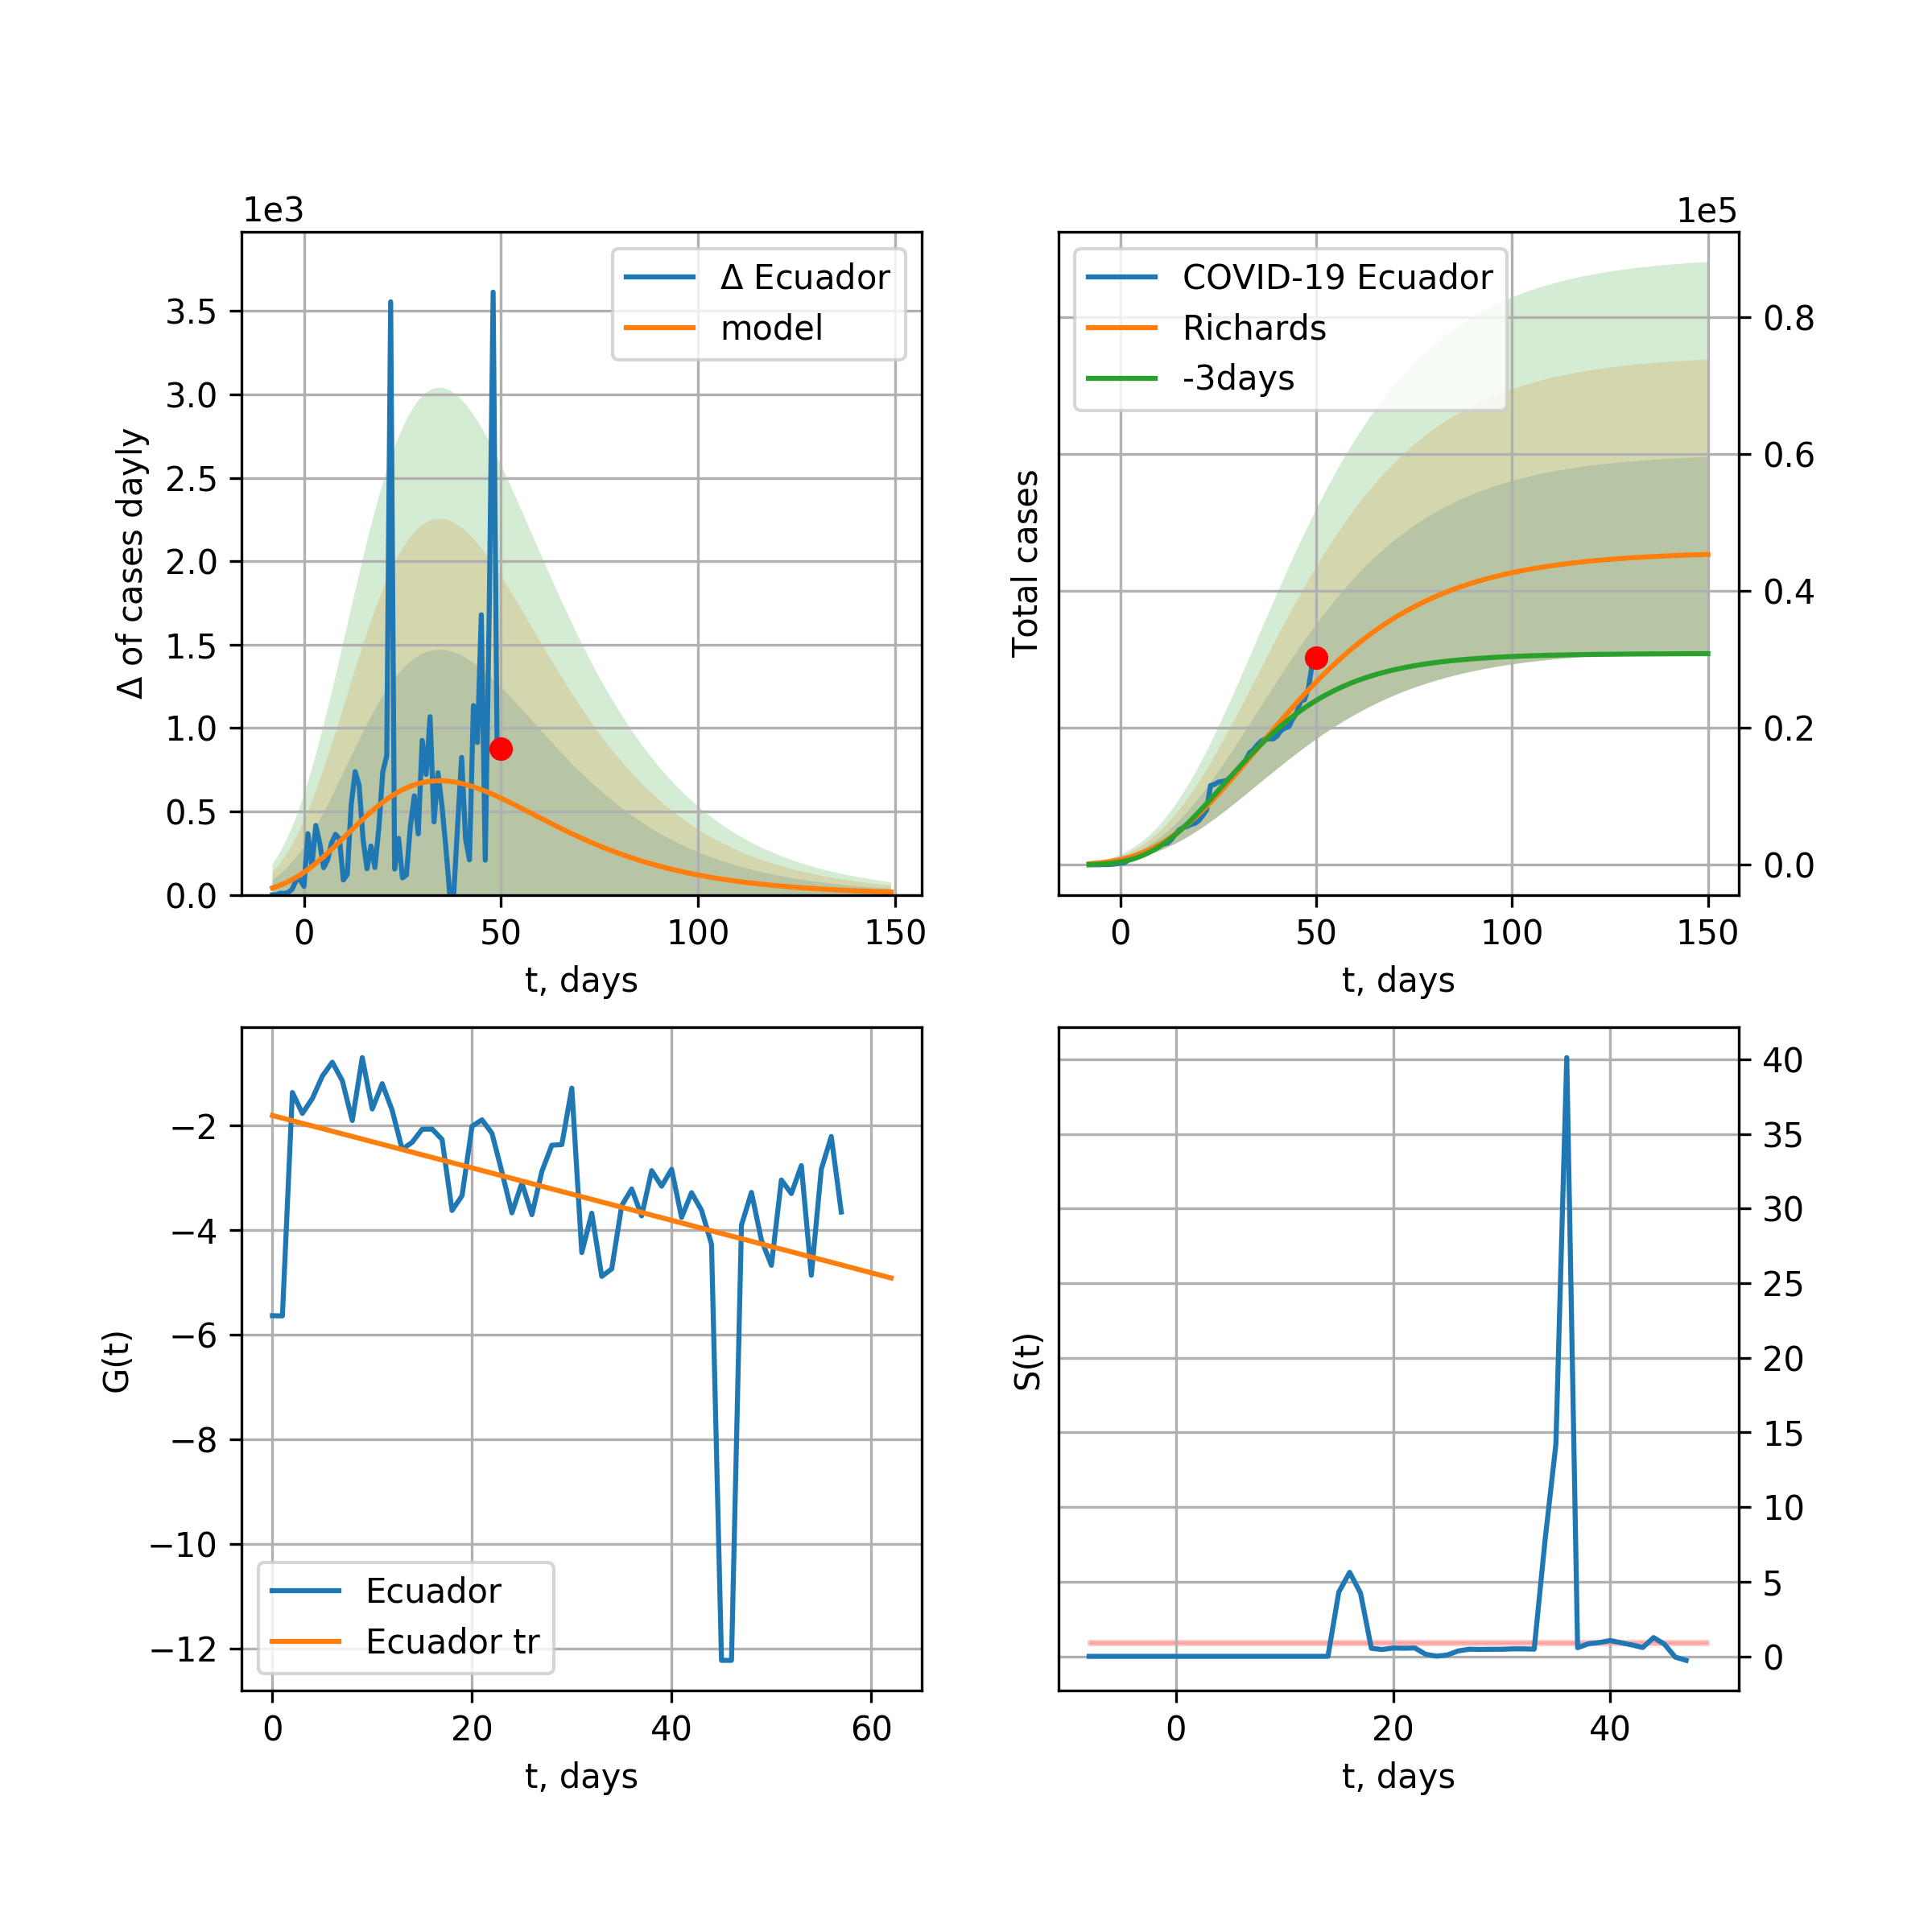 1e3
Δ of cases dayly
3.5
3.0
2.5
2.0
1.5
1.0
0.5
0.0
Δ Ecuador
model
0 50 100 150
t, days
1e5
Total cases
COVID-19 Ecuador
Richards
-3days
0.8
0.6
0.4
0.2
0.0
0 50 100 150
t, days
G(t)
−2
−4
−6
−8
−10
−12
Ecuador
Ecuador tr
0 20 40 60
t, days
S(t)
40
35
30
25
20
15
10
5
0
0 20 40
t, days